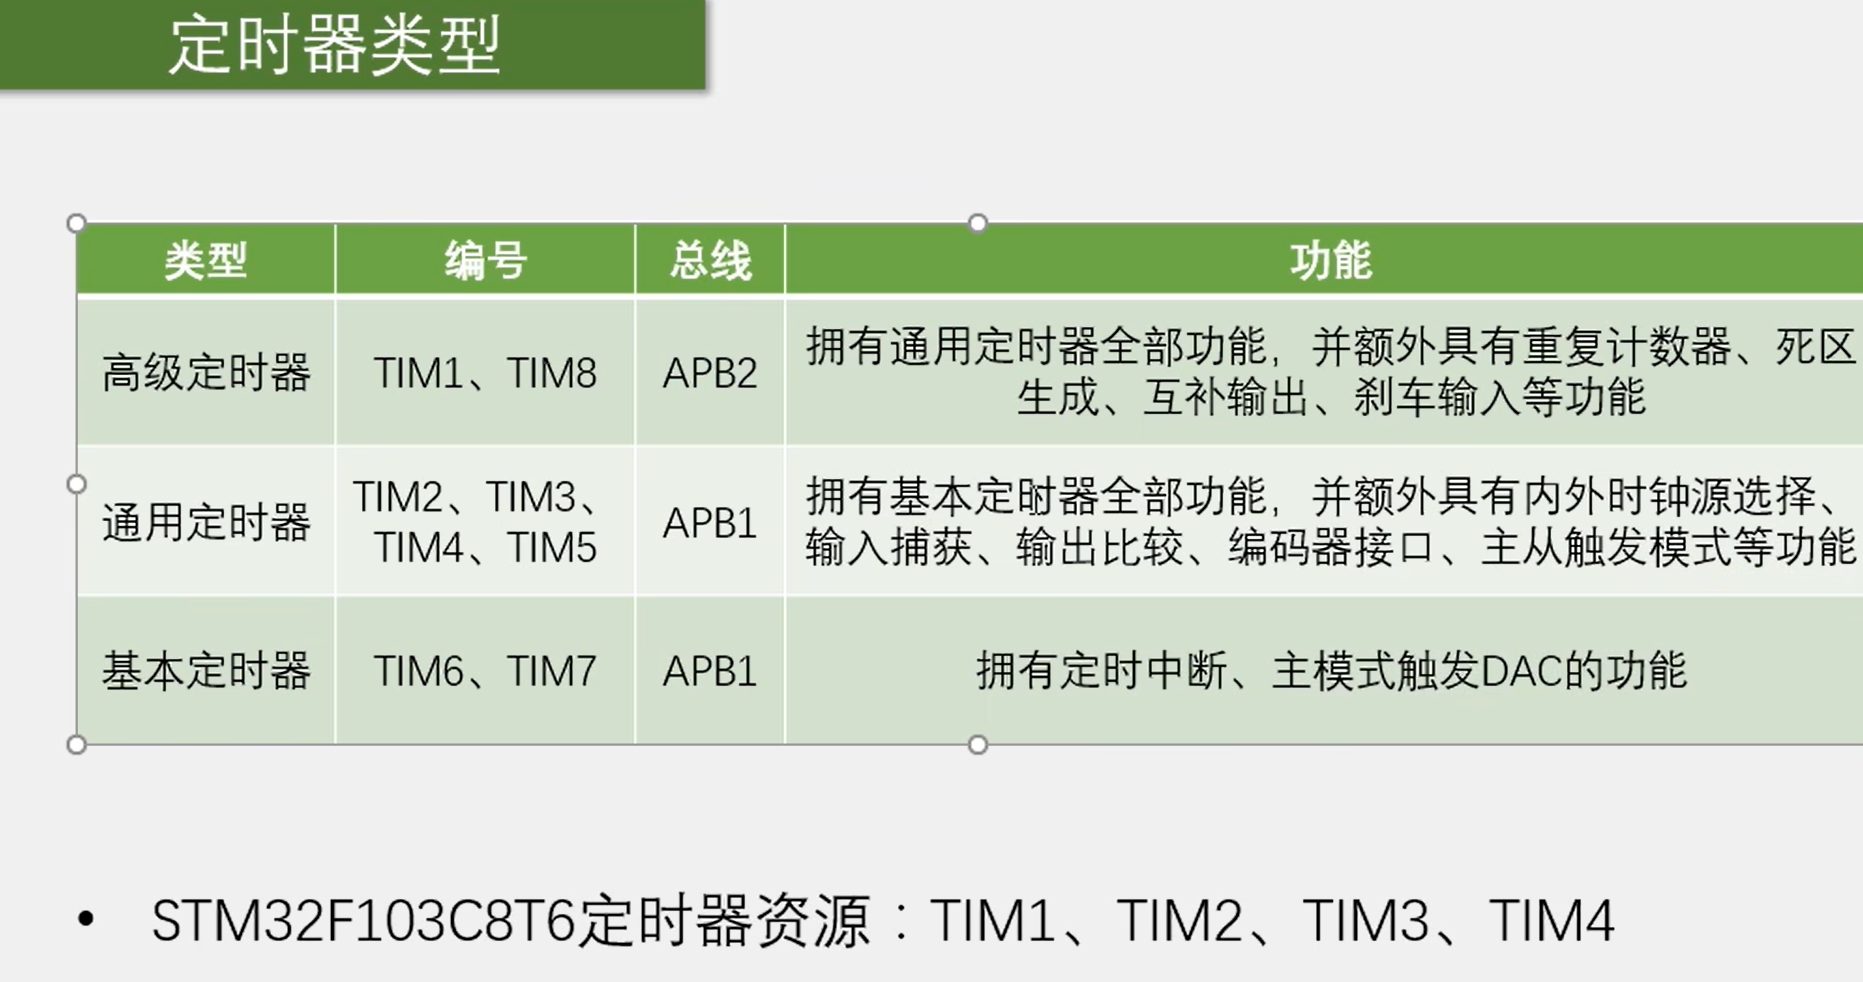 定时器类型
类型 编号 总线 功能
高级定时器 TIM1、TIM8 APB2 拥有通用定时器全部功能，并额外具有重复计数器、死区
生成、互补输出、刹车输入等功能
通用定时器 TIM2、TIM3、
TIM4、TIM5 APB1 拥有基本定时器全部功能，并额外具有内外时钟源选择、
输入捕获、输出比较、编码器接口、主从触发模式等功能
基本定时器 TIM6、TIM7 APB1 拥有定时中断、主模式触发DAC的功能
• STM32F103C8T6定时器资源：TIM1、TIM2、TIM3、TIM4